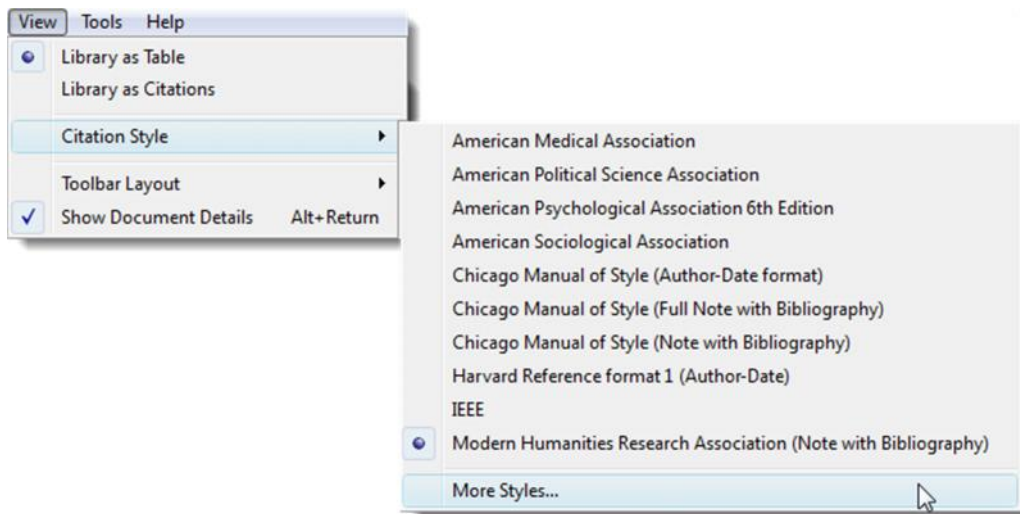 View Tools Help
Library as Table
Library as Citations
Citation Style
Toolbar Layout
Show Document Details Alt+Return
American Medical Association
American Political Science Association
American Psychological Association 6th Edition
American Sociological Association
Chicago Manual of Style (Author-Date format)
Chicago Manual of Style (Full Note with Bibliography)
Chicago Manual of Style (Note with Bibliography)
Harvard Reference format 1 (Author-Date)
IEEE
Modern Humanities Research Association (Note with Bibliography)
More Styles...